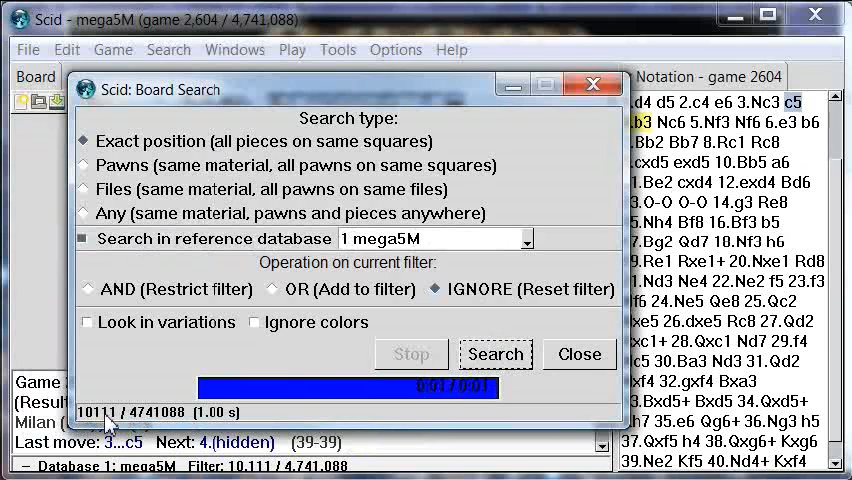 Scid - mega5M (game 2,604 / 4,741,088)
File Edit Game Search Windows Play Tools Options Help
Board
Scid: Board Search
Search type:
Exact position (all pieces on same squares)
Pawns (same material, all pawns on same squares)
Files (same material, all pawns on same files)
Any (same material, pawns and pieces anywhere)
Search in reference database 1 mega5M
Operation on current filter:
AND (Restrict filter) OR (Add to filter) IGNORE (Reset filter)
Look in variations Ignore colors
Stop Search Close
0:01 / 0:01
10111 / 4741088 (1.00 s)
Game 2
(Result
Milan
Last move: 3...c5 Next: 4.(hidden) (39-39)
Database 1: mega5M Filter: 10,111 / 4,741,088
Notation - game 2604
.d4 d5 2.c4 e6 3.Nc3 c5
.b3 Nc6 5.Nf3 Nf6 6.e3 b6
.Bb2 Bb7 8.Rc1 Rc8
.cxd5 exd5 10.Bb5 a6
1.Be2 cxd4 12.exd4 Bd6
3.O-O O-O 14.g3 Re8
5.Nh4 Bf8 16.Bf3 b5
7.Bg2 Qd7 18.Nf3 h6
9.Re1 Rxe1+ 20.Nxe1 Rd8
1.Nd3 Ne4 22.Ne2 f5 23.f3
f6 24.Ne5 Qe8 25.Qc2
xe5 26.dxe5 Rc8 27.Qd2
xc1+ 28.Qxc1 Nd7 29.f4
c5 30.Ba3 Nd3 31.Qd2
xf4 32.gxf4 Bxa3
3.Bxd5+ Bxd5 34.Qxd5+
h7 35.e6 Qg6+ 36.Ng3 h5
7.Qxf5 h4 38.Qxg6+ Kxg6
39.Ne2 Kf5 40.Nd4+ Kxf4